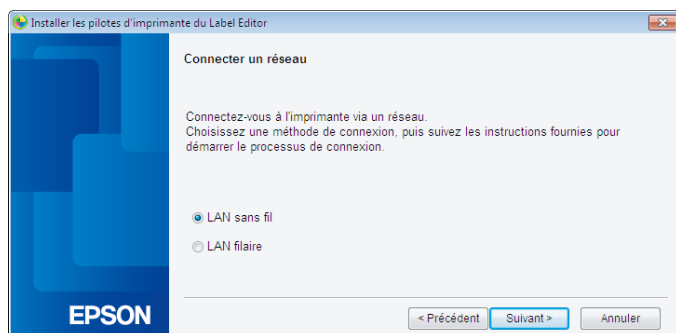 Installer les pilotes d'imprimante du Label Editor
Connecter un réseau
Connectez-vous à l'imprimante via un réseau.
Choisissez une méthode de connexion, puis suivez les instructions fournies pour
démarrer le processus de connexion.
LAN sans fil
LAN filaire
EPSON
< Précédent
Suivant >
Annuler